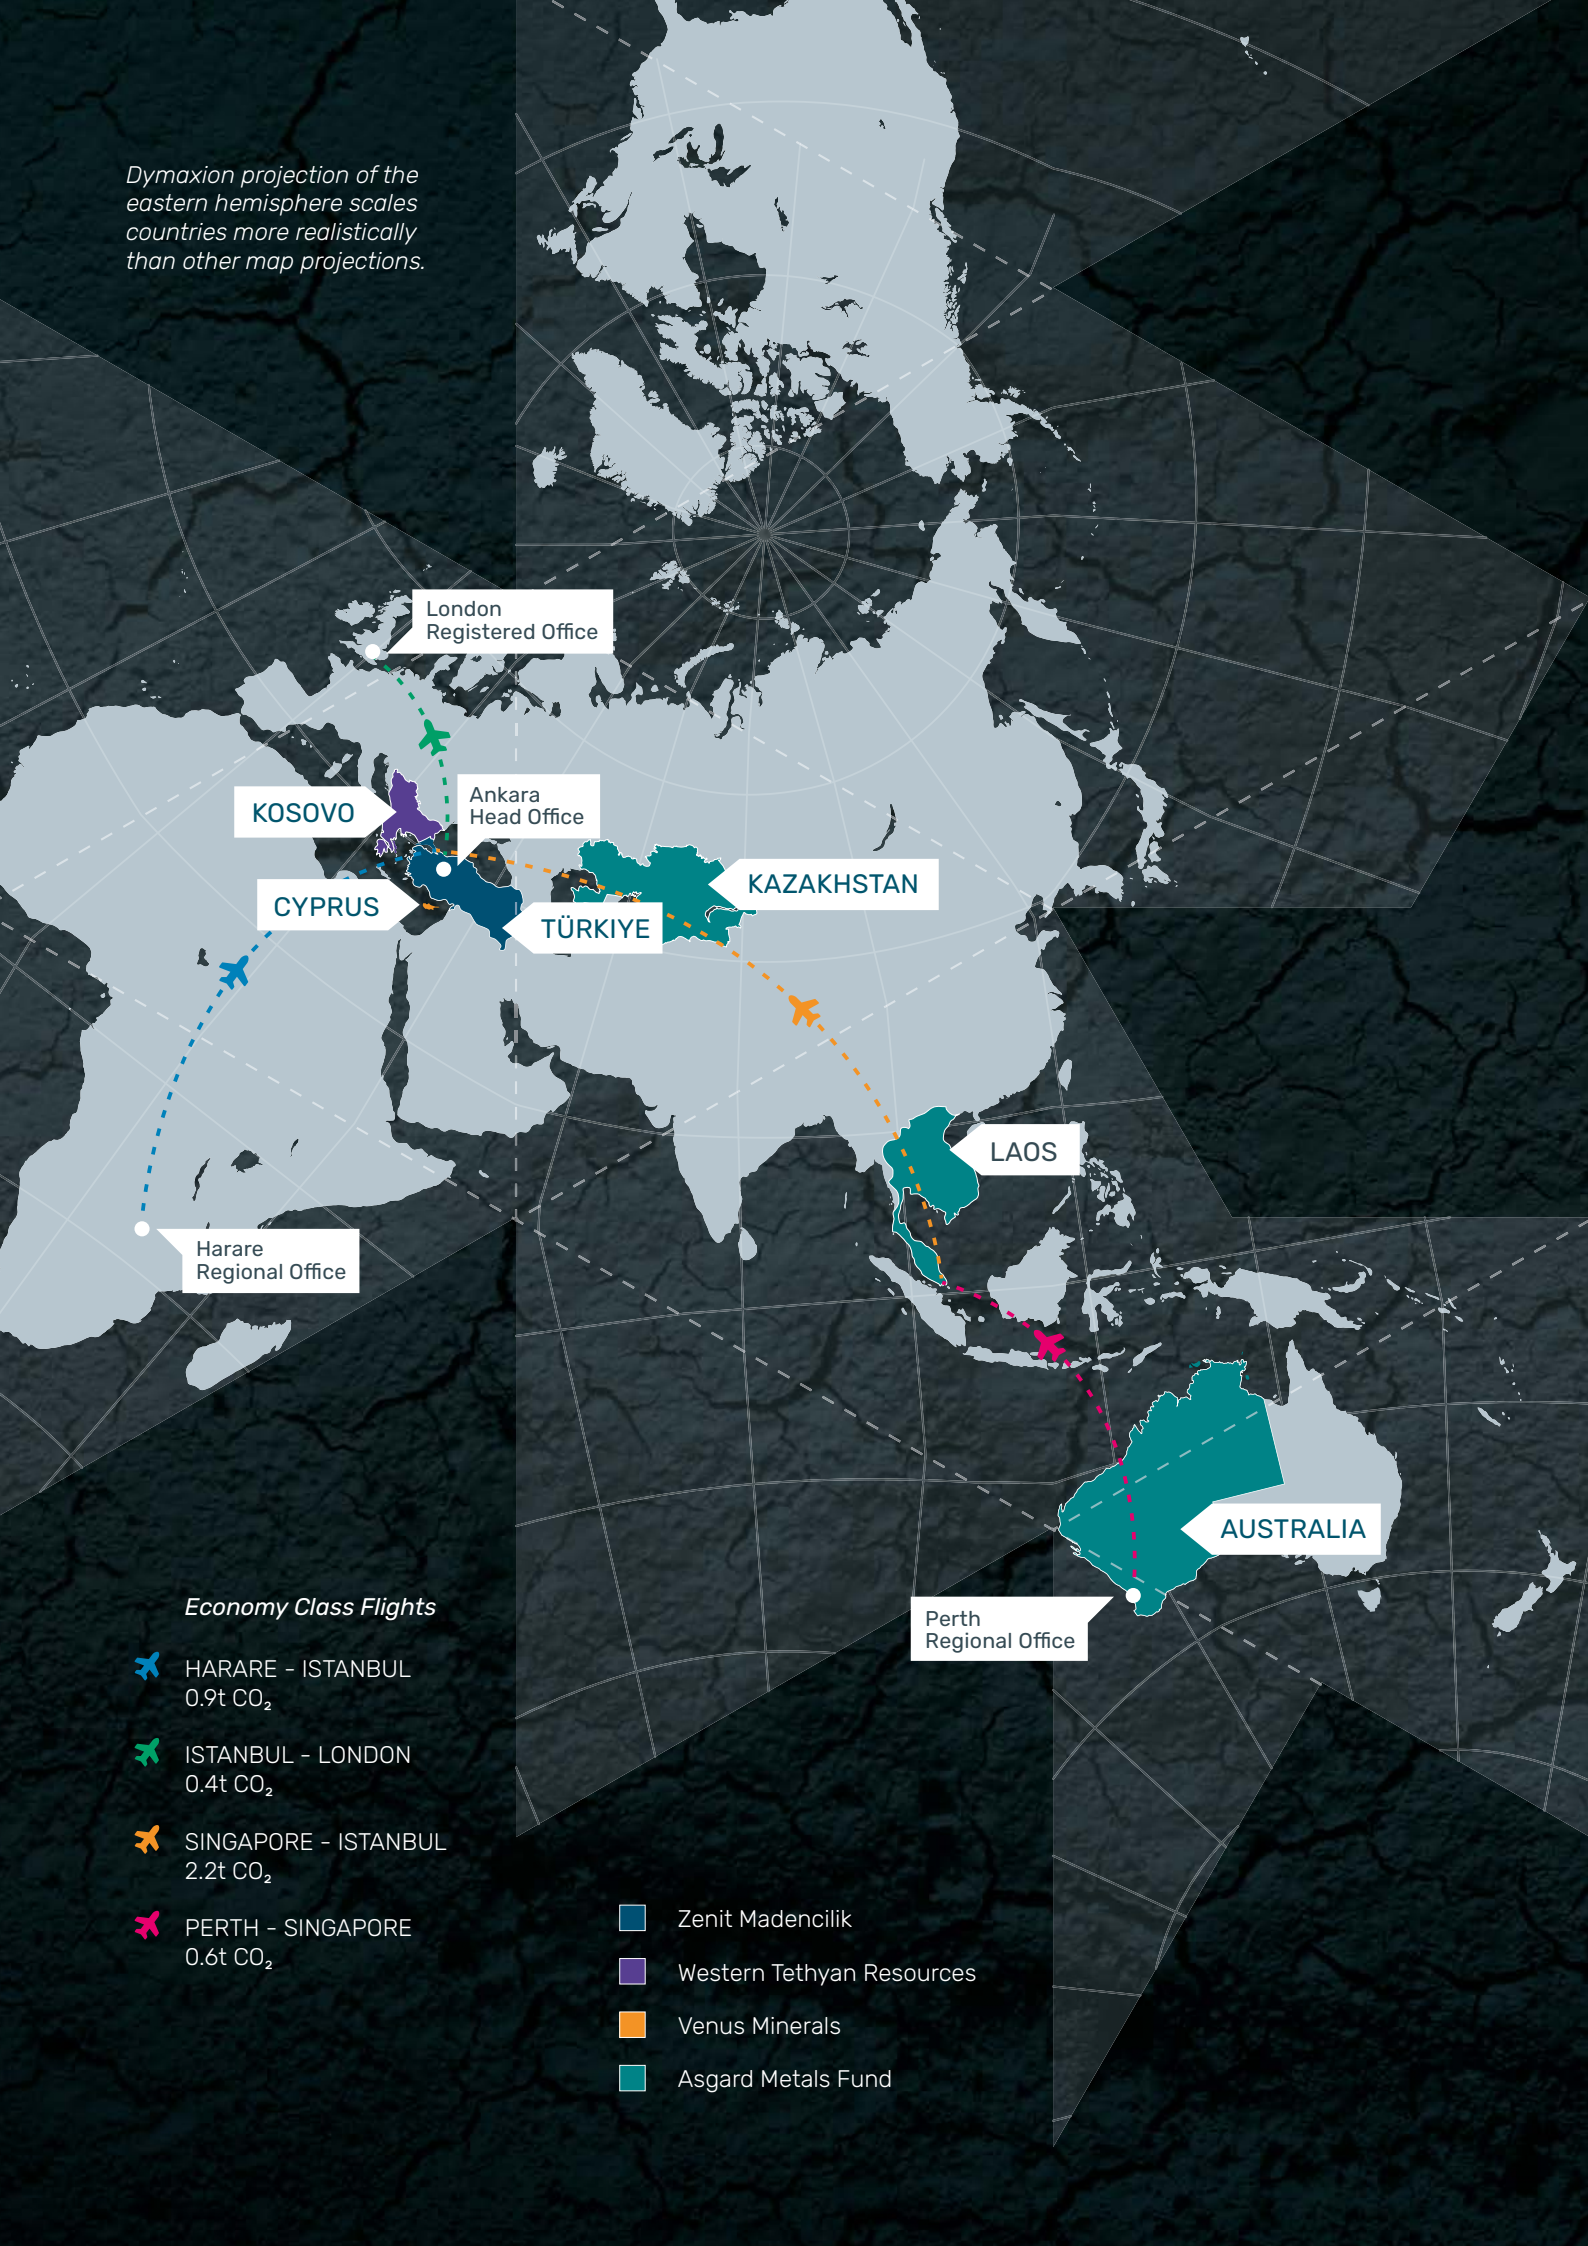 Dymaxion projection of the
eastern hemisphere scales
countries more realistically
than other map projections.
London
Registered Office
Ankara
Head Office
KOSOVO
KAZAKHSTAN
CYPRUS
TÜRKIYE
LAOS
Harare
Regional Office
AUSTRALIA
Perth
Regional Office
Economy Class Flights
HARARE - ISTANBUL
0.9t CO₂
ISTANBUL - LONDON
0.4t CO₂
SINGAPORE - ISTANBUL
2.2t CO₂
PERTH - SINGAPORE
0.6t CO₂
Zenit Madencilik
Western Tethyan Resources
Venus Minerals
Asgard Metals Fund